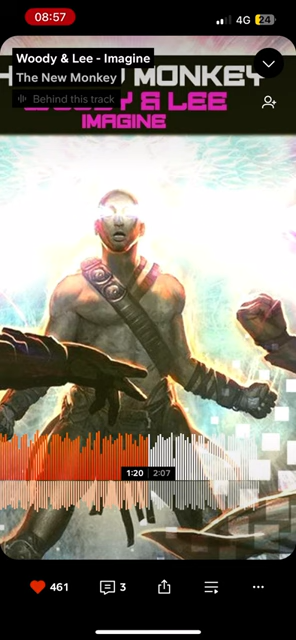 08:57
4G 24
Woody & Lee - Imagine
The New Monkey
MONKEY
Behind this track
& LEE
IMAGINE
1:20 2:07
461
3